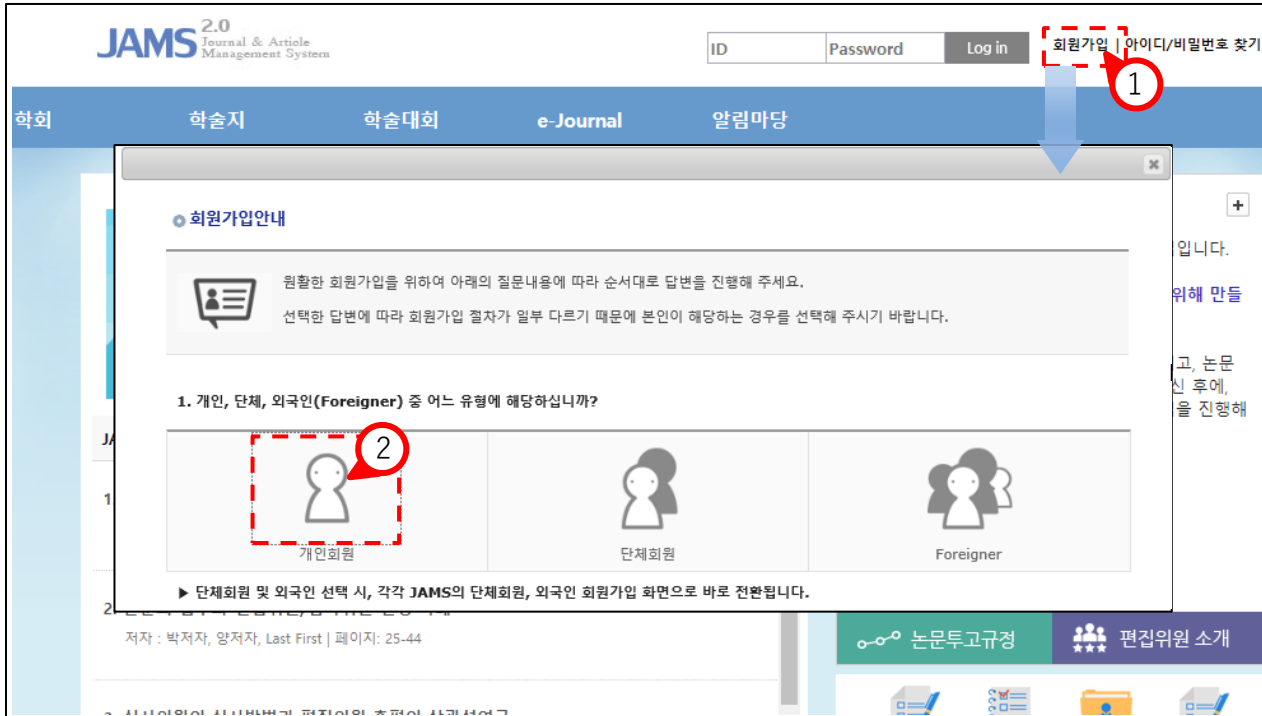 JAMS 2.0
Journal & Article
Management System
ID
Password
Log in
회원가입 | 아이디/비밀번호 찾기
1
학회
학술지
학술대회
e-Journal
알림마당
회원가입안내
원활한 회원가입을 위하여 아래의 질문내용에 따라 순서대로 답변을 진행해 주세요.
선택한 답변에 따라 회원가입 절차가 일부 다르기 때문에 본인이 해당하는 경우를 선택해 주시기 바랍니다.
입니다.
위해 만들
고, 논문
신 후에,
을 진행해
1. 개인, 단체, 외국인(Foreigner) 중 어느 유형에 해당하십니까?
2
개인회원
단체회원
Foreigner
▶ 단체회원 및 외국인 선택 시, 각각 JAMS의 단체회원, 외국인 회원가입 화면으로 바로 전환됩니다.
1
2
저자 : 박저자, 양저자, Last First | 페이지: 25-44
논문투고규정
편집위원 소개